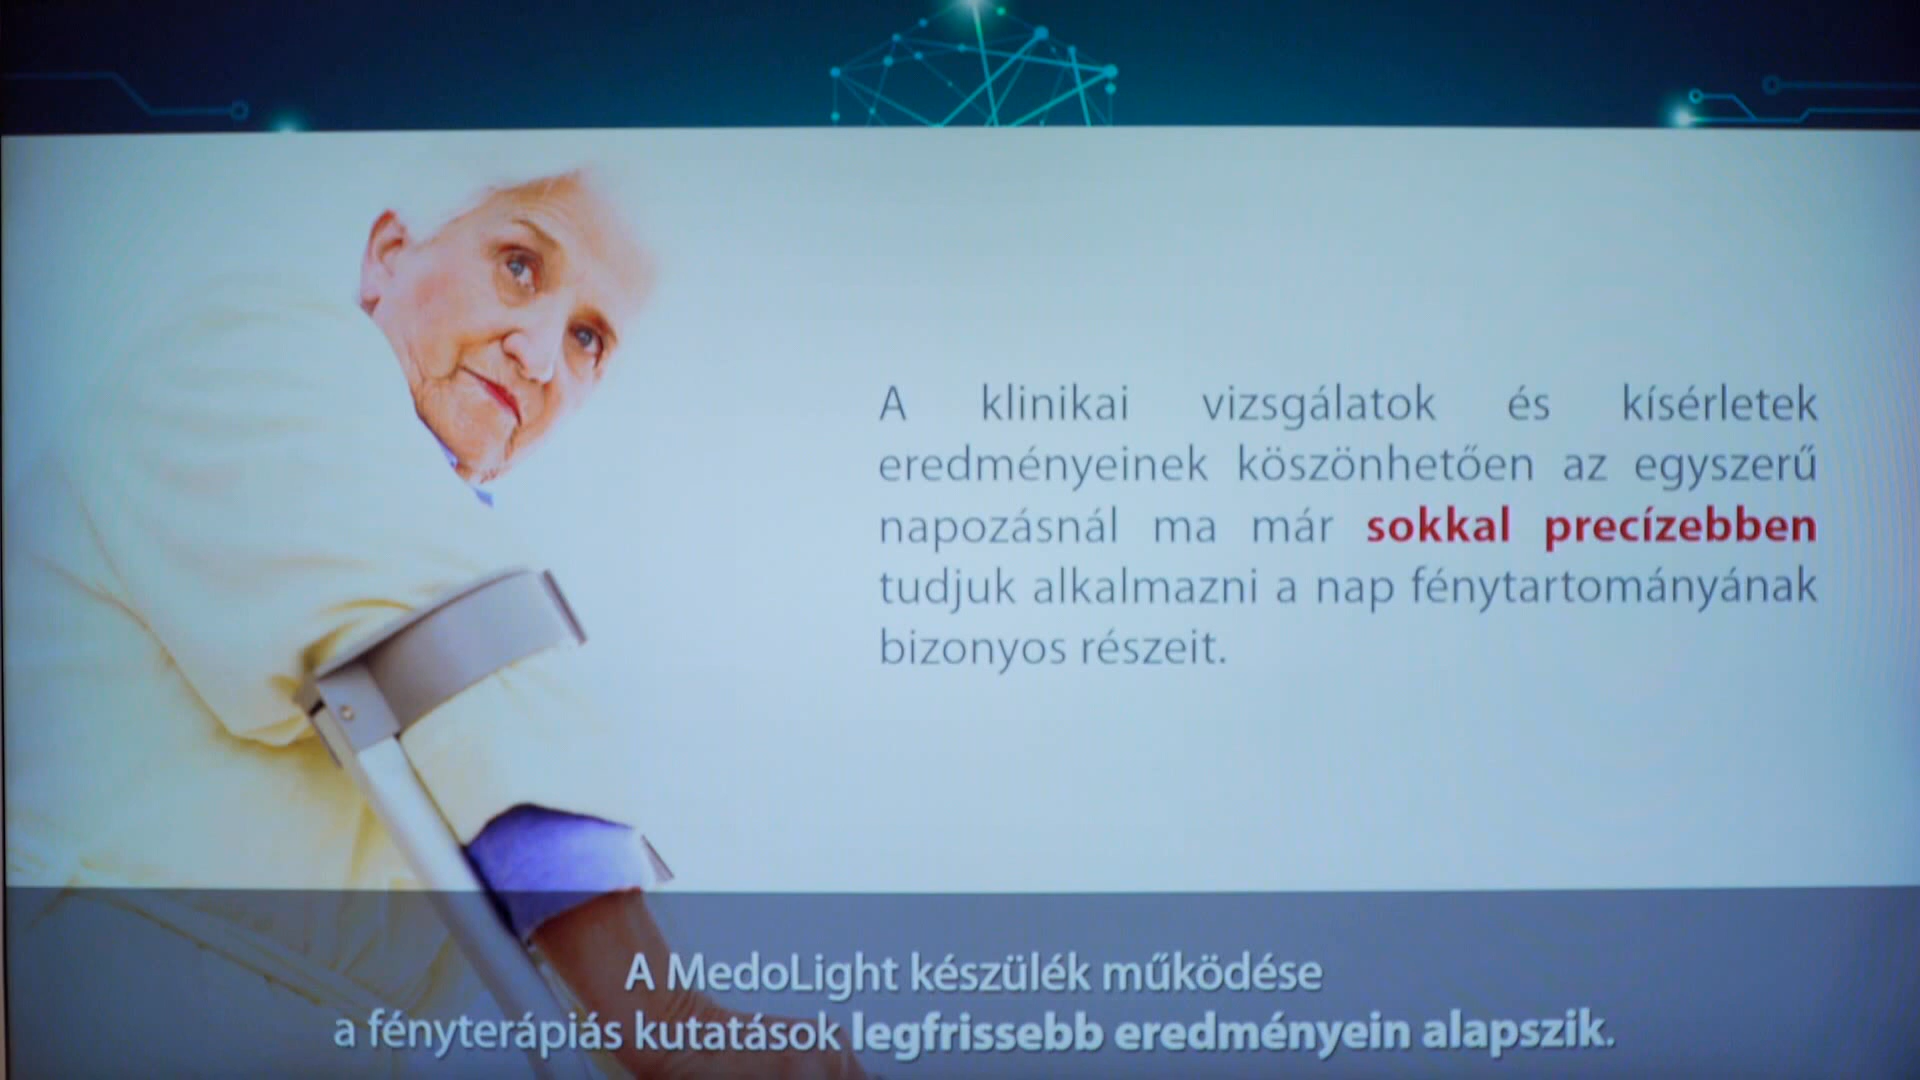 A klinikai vizsgálatok és kísérletek
eredményeinek köszönhetően az egyszerű
napozásnál ma már sokkal precízebben
tudjuk alkalmazni a nap fénytartományának
bizonyos részeit.
A MedoLight készülék működése
a fényterápiás kutatások legfrissebb eredményein alapszik.